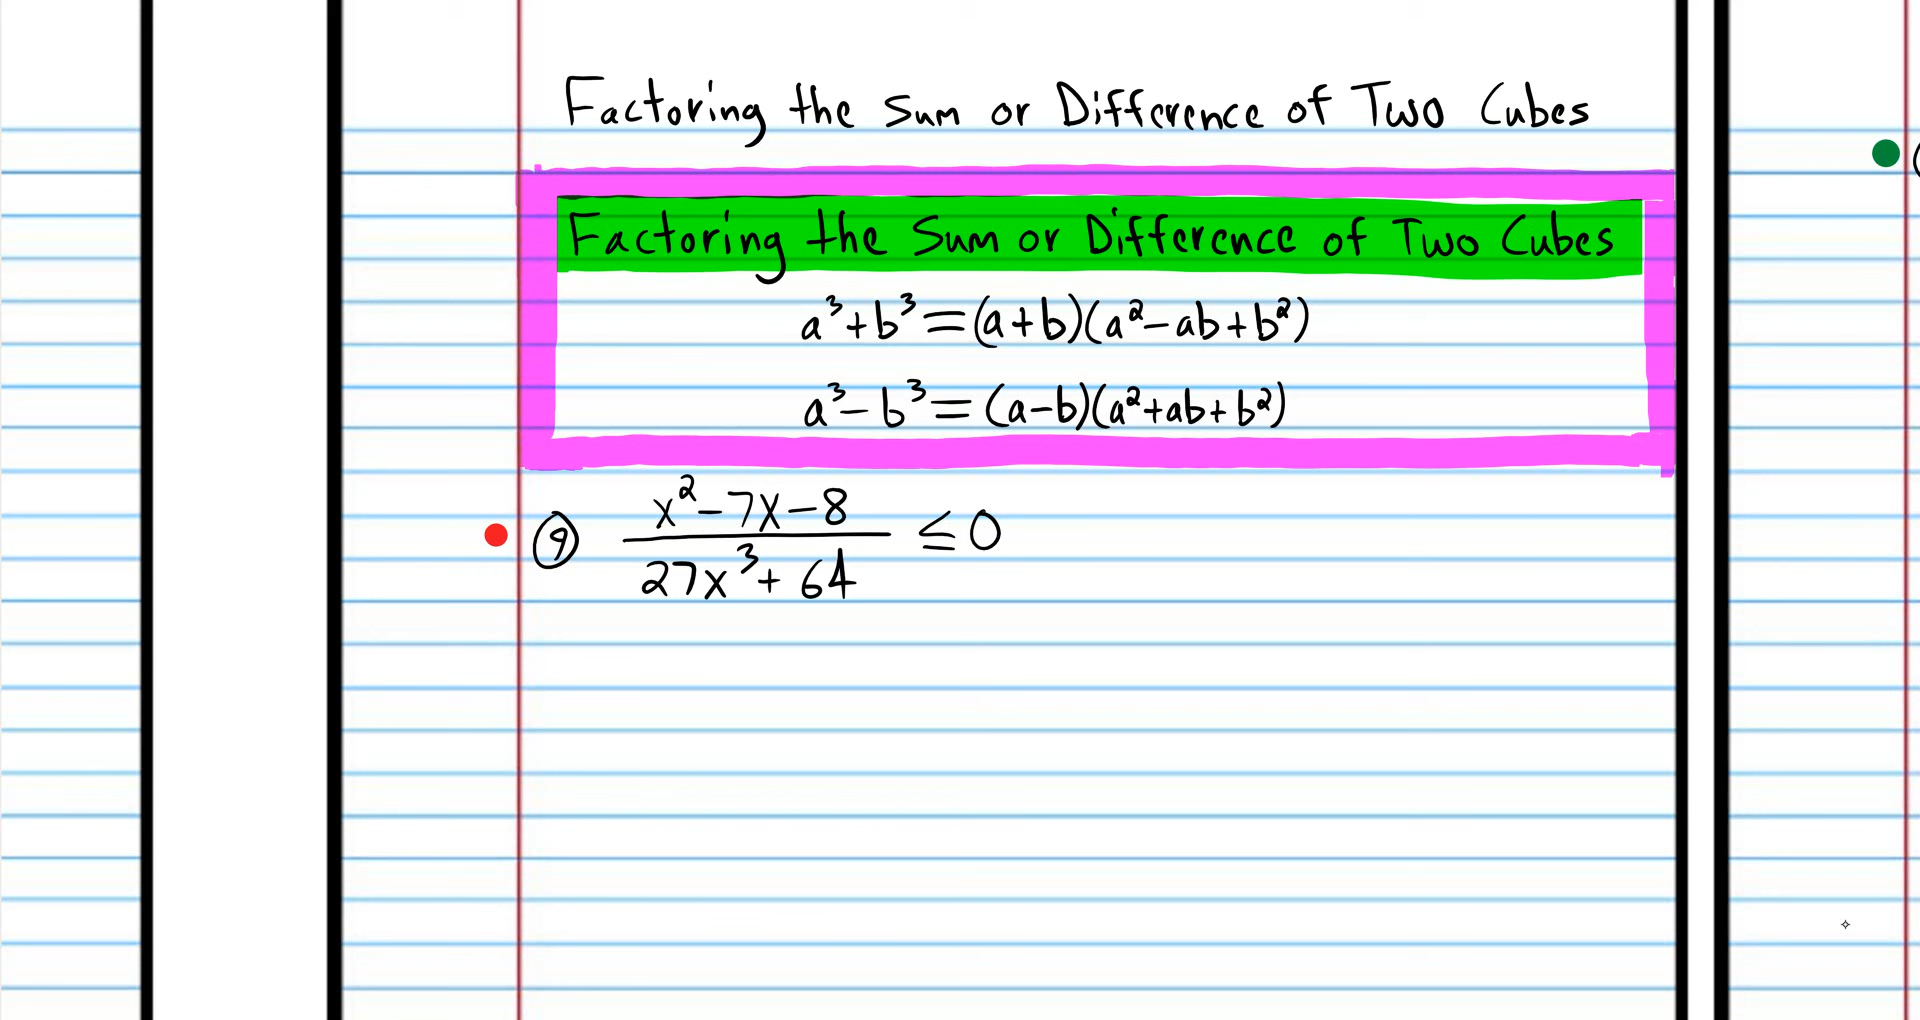 Factoring the Sum or Difference of Two Cubes
Factoring the Sum or Difference of Two Cubes
a³+b³=(a+b)(a²-ab+b²)
a³-b³=(a-b)(a²+ab+b²)
⑨ (x²-7x-8)/(27x³+64) ≤ 0